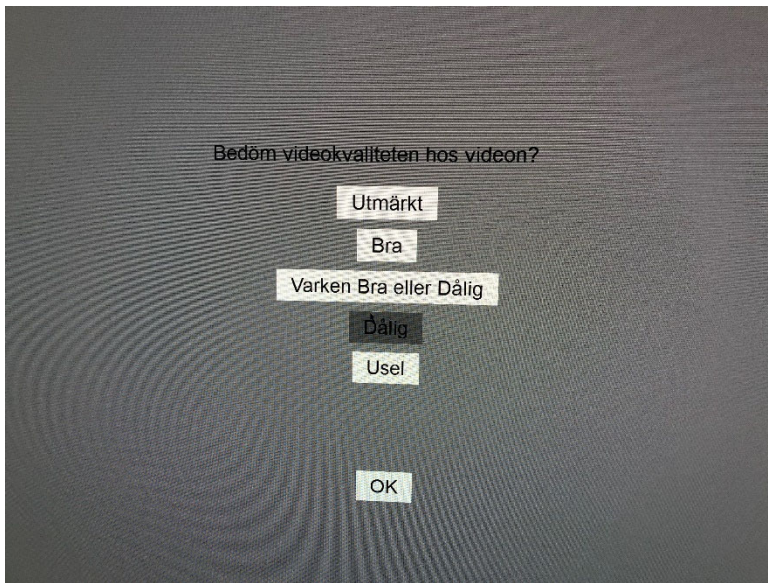 Bedöm videokvaliteten hos videon?
Utmärkt
Bra
Varken Bra eller Dålig
Dålig
Usel
OK